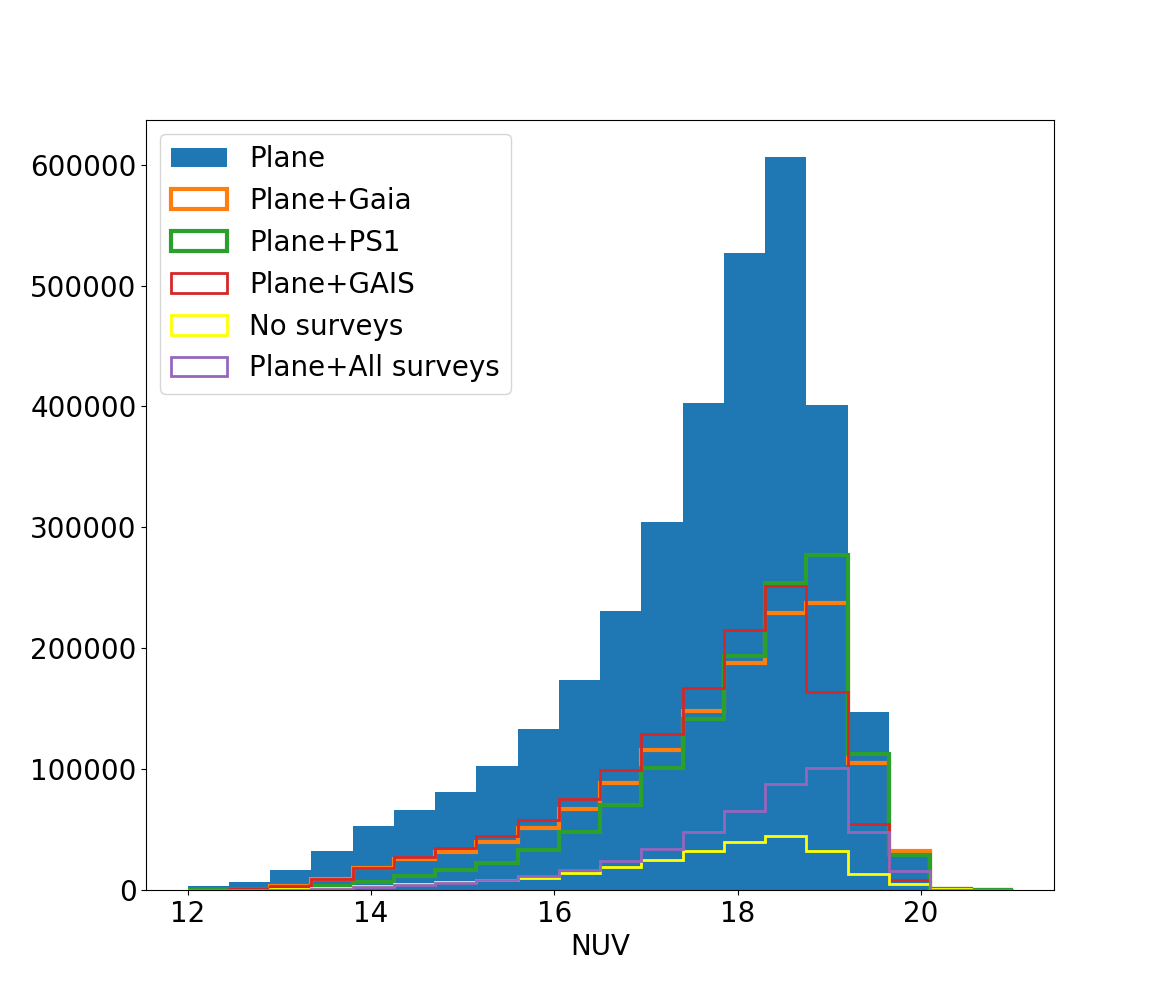 Plane
Plane+Gaia
Plane+PS1
Plane+GAIS
No surveys
Plane+All surveys
600000
500000
400000
300000
200000
100000
0
12 14 16 18 20
NUV